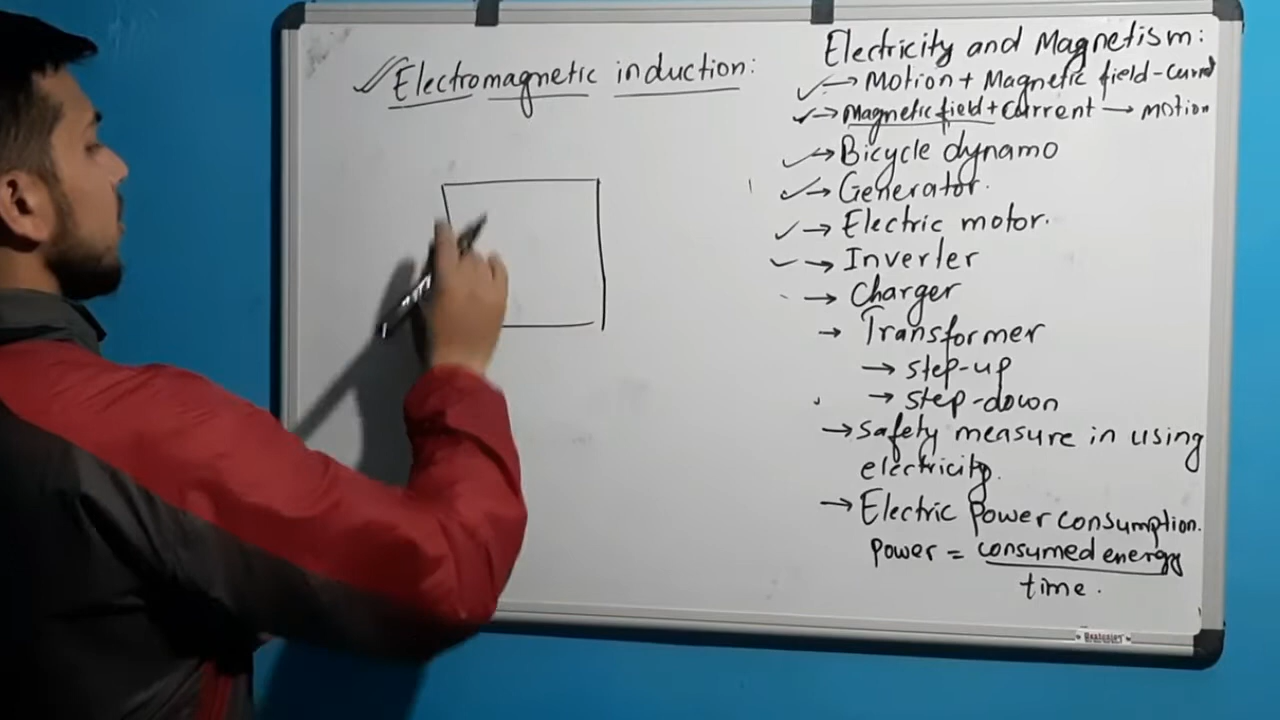 Electromagnetic induction:
Electricity and Magnetism:
→ Motion + Magnetic field - current
→ Magnetic field + current → motion
→ Bicycle dynamo
→ Generator.
→ Electric motor.
→ Inverter
→ Charger
→ Transformer
→ step-up
→ step-down
→ Safety measure in using
electricity.
→ Electric Power consumption.
Power = consumed energy
time.